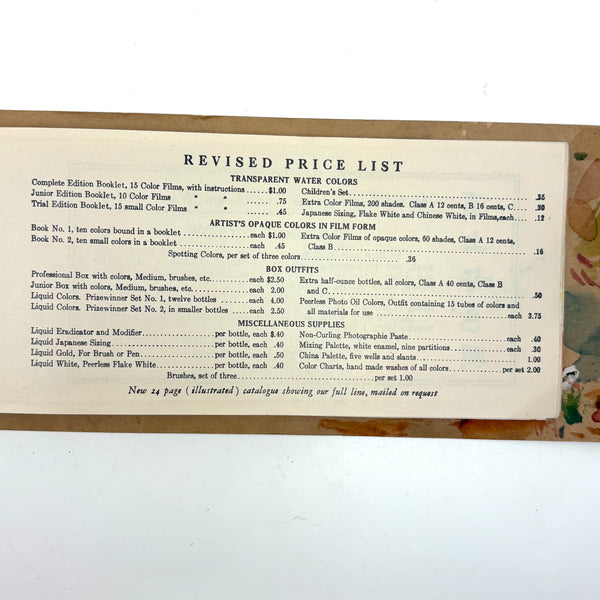 REVISED PRICE LIST
TRANSPARENT WATER COLORS
Complete Edition Booklet, 15 Color Films, with instructions ......$1.00
Junior Edition Booklet, 10 Color Films " " ...... .75
Trial Edition Booklet, 15 small Color Films " " ...... .45
Children's Set .35
Extra Color Films, 200 shades. Class A 12 cents, B 16 cents, C .... .20
Japanese Sizing, Flake White and Chinese White, in Films, each .... .12
ARTIST'S OPAQUE COLORS IN FILM FORM
Book No. 1, ten colors bound in a booklet ........ each $1.00
Book No. 2, ten small colors in a booklet ........ each .45
Extra Color Films of opaque colors, 60 shades, Class A 12 cents,
Class B ........ .16
Spotting Colors, per set of three colors ........ .36
BOX OUTFITS
Professional Box with colors, Medium, brushes, etc. ........ each $2.50
Junior Box with colors, Medium, brushes, etc. ........ each 2.00
Liquid Colors. Prizewinner Set No. 1, twelve bottles ........ each 4.00
Liquid Colors. Prizewinner Set No. 2, in smaller bottles ........ each 2.50
Extra half-ounce bottles, all colors, Class A 40 cents, Class B
and C ........ .50
Peerless Photo Oil Colors, Outfit containing 15 tubes of colors and
all materials for use ........ each 3.75
MISCELLANEOUS SUPPLIES
Liquid Eradicator and Modifier ........ per bottle, each $.40
Liquid Japanese Sizing ........ per bottle, each .40
Liquid Gold, For Brush or Pen ........ per bottle, each .50
Liquid White, Peerless Flake White ........ per bottle, each .40
Non-Curling Photographic Paste ........ each .40
Mixing Palette, white enamel, nine partitions ........ each .30
China Palette, five wells and slants ........ 1.00
Color Charts, hand made washes of all colors ........ per set 2.00
Brushes, set of three ........ per set 1.00
New 24 page (illustrated) catalogue showing our full line, mailed on request